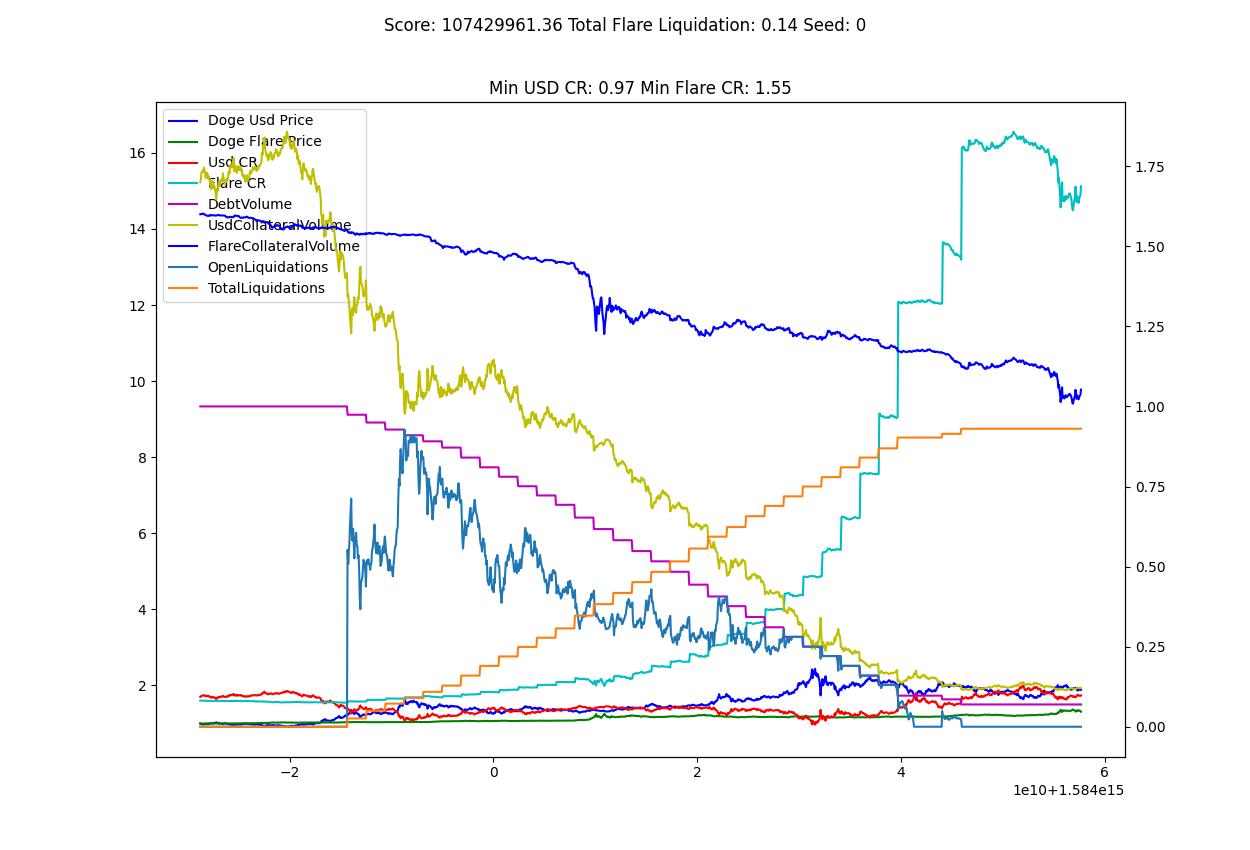 Score: 107429961.36 Total Flare Liquidation: 0.14 Seed: 0
Min USD CR: 0.97 Min Flare CR: 1.55
Doge Usd Price
Doge Flare Price
Usd CR
Flare CR
DebtVolume
UsdCollateralVolume
FlareCollateralVolume
OpenLiquidations
TotalLiquidations
16
14
12
10
8
6
4
2
1.75
1.50
1.25
1.00
0.75
0.50
0.25
0.00
−2 0 2 4 6
1e10+1.584e15